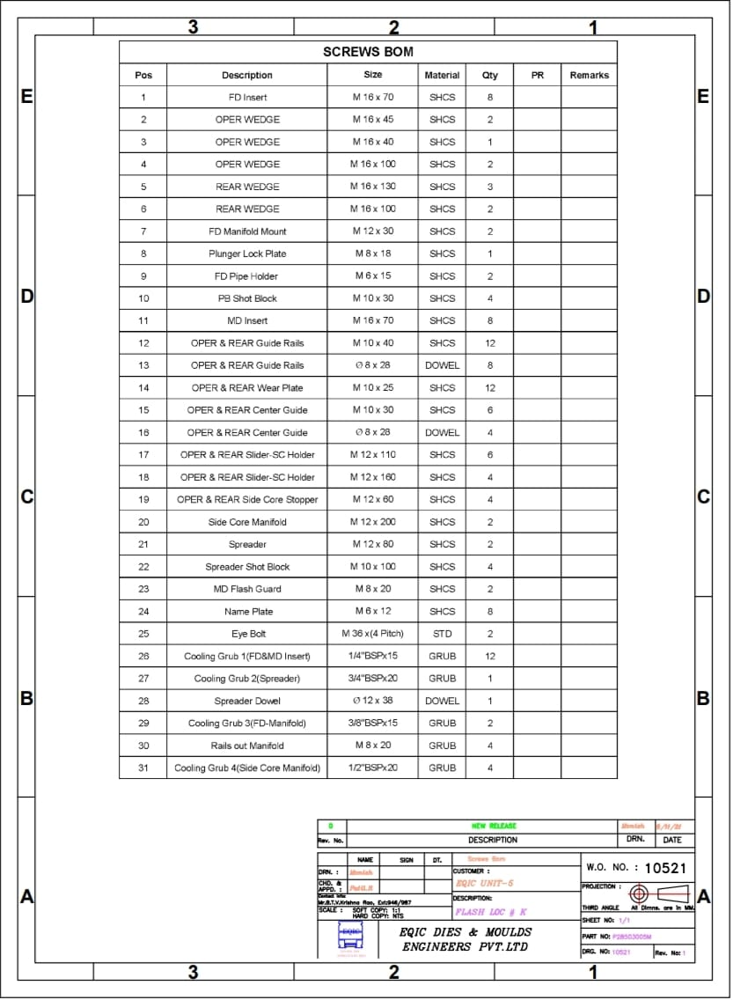 3 2 1
SCREWS BOM
Pos Description Size Material Qty PR Remarks
1 FD Insert M 16 x 70 SHCS 8
2 OPER WEDGE M 16 x 45 SHCS 2
3 OPER WEDGE M 16 x 40 SHCS 1
4 OPER WEDGE M 16 x 100 SHCS 2
5 REAR WEDGE M 16 x 130 SHCS 3
6 REAR WEDGE M 16 x 100 SHCS 2
7 FD Manifold Mount M 12 x 30 SHCS 2
8 Plunger Lock Plate M 8 x 18 SHCS 1
9 FD Pipe Holder M 6 x 15 SHCS 2
10 PB Shot Block M 10 x 30 SHCS 4
11 MD Insert M 16 x 70 SHCS 8
12 OPER & REAR Guide Rails M 10 x 40 SHCS 12
13 OPER & REAR Guide Rails Ø 8 x 28 DOWEL 8
14 OPER & REAR Wear Plate M 10 x 25 SHCS 12
15 OPER & REAR Center Guide M 10 x 30 SHCS 6
16 OPER & REAR Center Guide Ø 8 x 28 DOWEL 4
17 OPER & REAR Slider-SC Holder M 12 x 110 SHCS 6
18 OPER & REAR Slider-SC Holder M 12 x 160 SHCS 4
19 OPER & REAR Side Core Stopper M 12 x 60 SHCS 4
20 Side Core Manifold M 12 x 200 SHCS 2
21 Spreader M 12 x 80 SHCS 2
22 Spreader Shot Block M 10 x 100 SHCS 4
23 MD Flash Guard M 8 x 20 SHCS 2
24 Name Plate M 6 x 12 SHCS 8
25 Eye Bolt M 36 x(4 Pitch) STD 2
26 Cooling Grub 1(FD&MD Insert) 1/4"BSPx15 GRUB 12
27 Cooling Grub 2(Spreader) 3/4"BSPx20 GRUB 1
28 Spreader Dowel Ø 12 x 38 DOWEL 1
29 Cooling Grub 3(FD-Manifold) 3/8"BSPx15 GRUB 2
30 Rails out Manifold M 8 x 20 GRUB 4
31 Cooling Grub 4(Side Core Manifold) 1/2"BSPx20 GRUB 4
E E
D D
C C
B B
A A
0 NEW RELEASE
Rev. No. DESCRIPTION DRN. DATE
NAME SIGN DT. Screws Bom
DRN. :
CHD. &
APPD. :
CUSTOMER :
EQIC UNIT-5
Contact Info:
Mr.B.T.V.Krishna Rao, Ext:946/967
SCALE : SOFT COPY: 1:1
HARD COPY: NTS
DESCRIPTION:
FLASH LOC # K
W.O. NO. : 10521
PROJECTION :
THIRD ANGLE All Dimns. are in MM.
SHEET NO: 1/1
PART NO: P28503005M
DRG. NO: 10521 Rev. No: 1
EQIC
EQIC DIES & MOULDS
ENGINEERS PVT.LTD
3 2 1